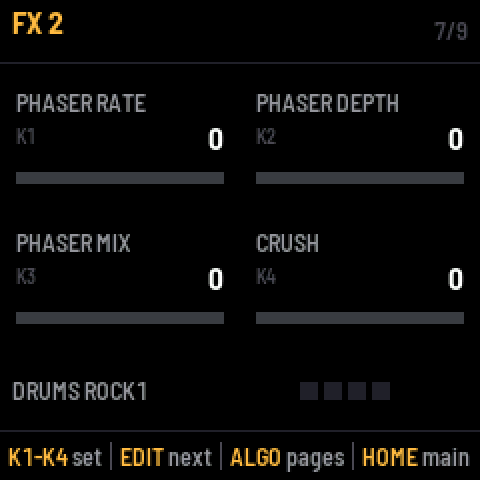 FX 2
7/9
PHASER RATE
PHASER DEPTH
K1
0
K2
0
PHASER MIX
CRUSH
K3
0
K4
0
DRUMS ROCK 1
K1-K4 set | EDIT next | ALGO pages | HOME main